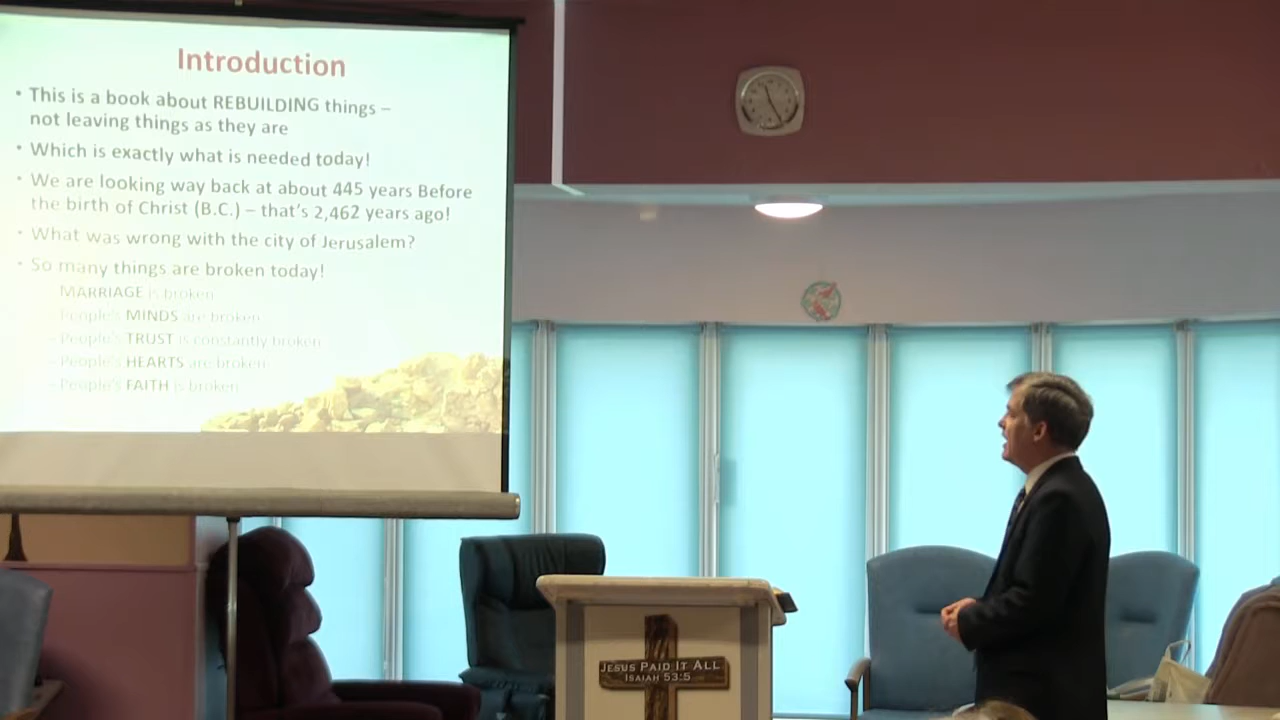 Introduction
• This is a book about REBUILDING things –
not leaving things as they are
• Which is exactly what is needed today!
• We are looking way back at about 445 years Before
the birth of Christ (B.C.) – that's 2,462 years ago!
• What was wrong with the city of Jerusalem?
• So many things are broken today!
MARRIAGE is broken
People's MINDS are broken
– People's TRUST is constantly broken
– People's HEARTS are broken
– People's FAITH is broken
JESUS PAID IT ALL
ISAIAH 53:5